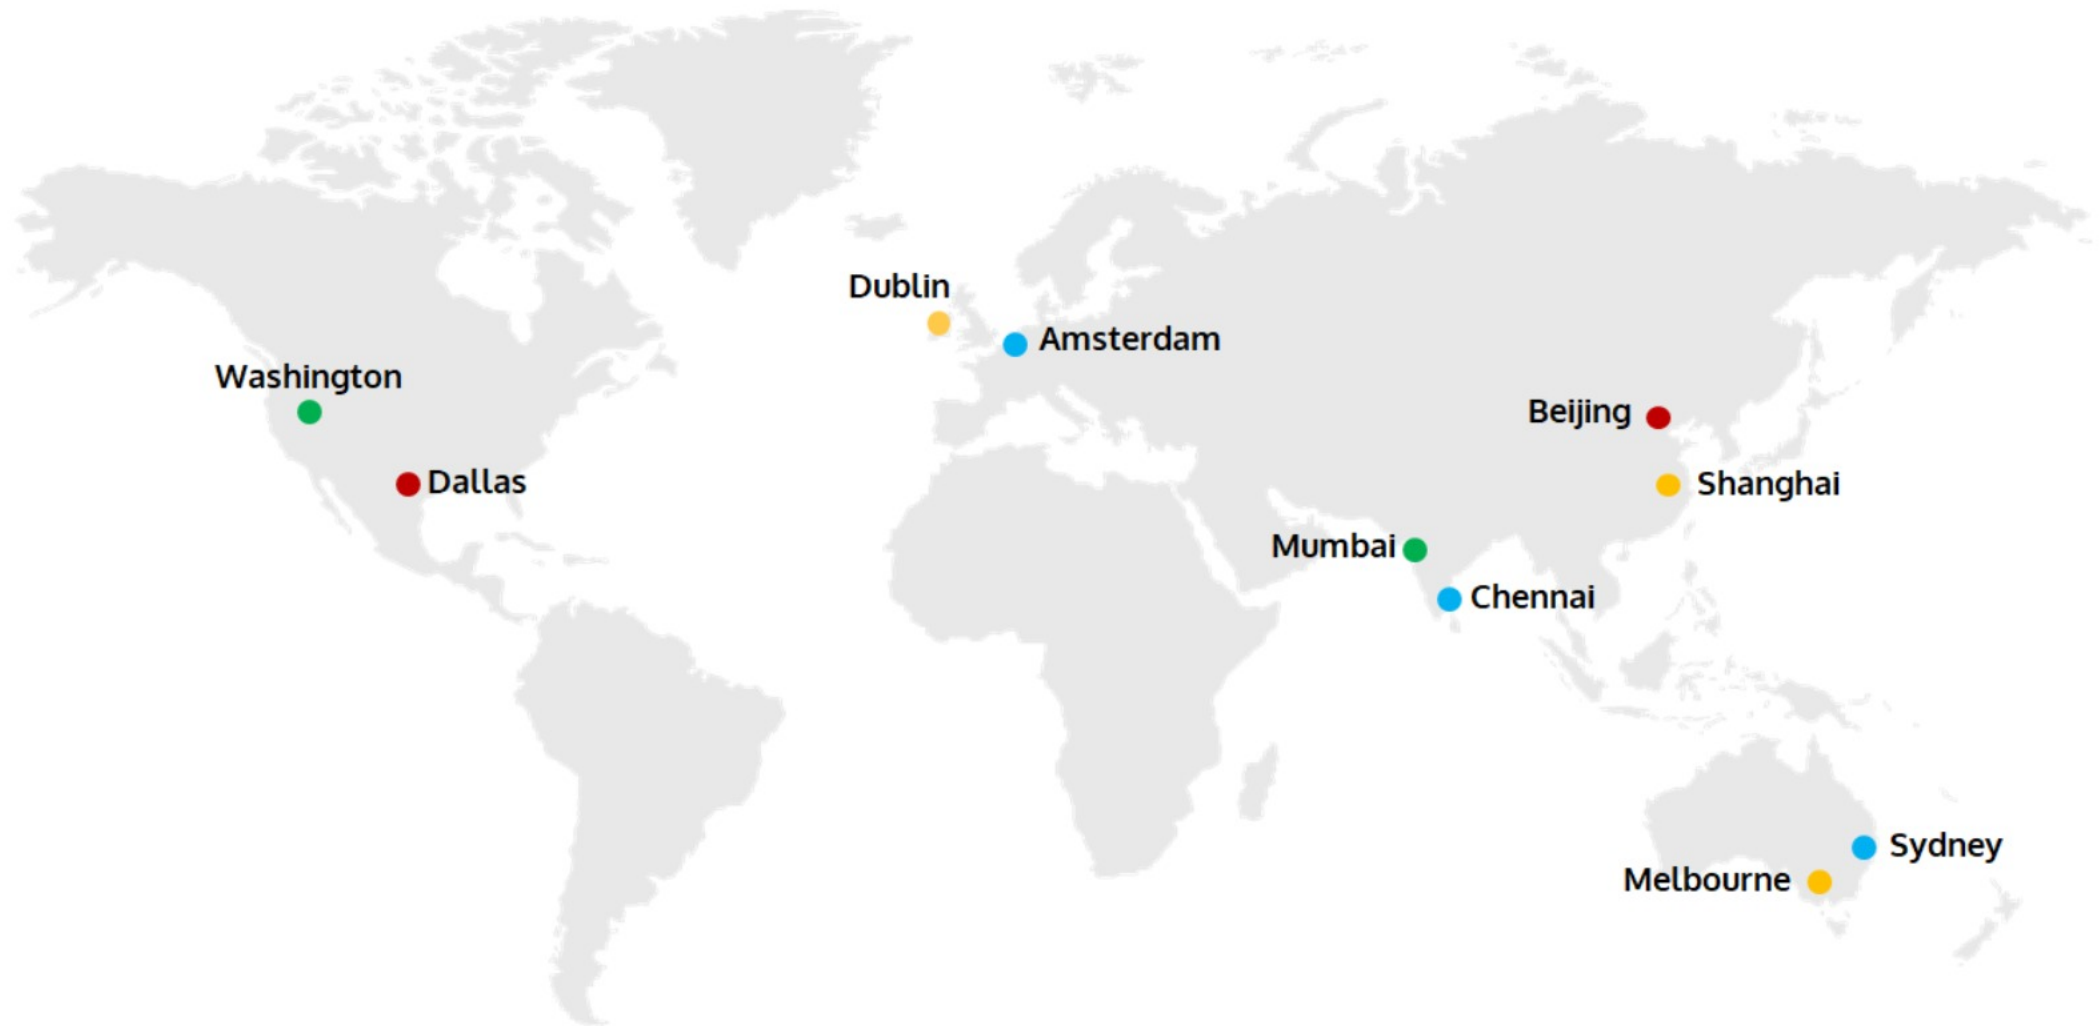 Dublin
Amsterdam
Washington
Beijing
Dallas
Shanghai
Mumbai
Chennai
Sydney
Melbourne